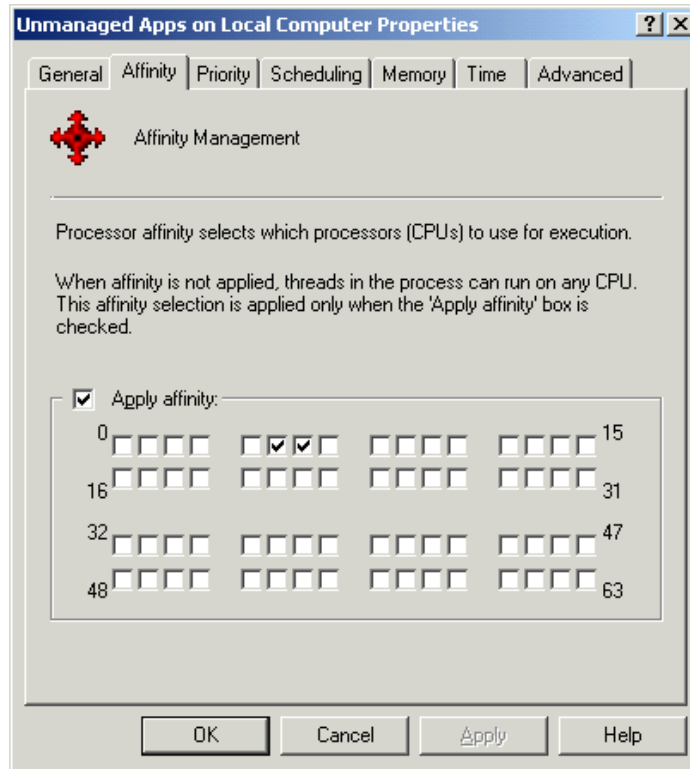 Unmanaged Apps on Local Computer Properties
General Affinity Priority Scheduling Memory Time Advanced
Affinity Management
Processor affinity selects which processors (CPUs) to use for execution.
When affinity is not applied, threads in the process can run on any CPU.
This affinity selection is applied only when the 'Apply affinity' box is
checked.
Apply affinity:
0 15
16 31
32 47
48 63
OK Cancel Apply Help